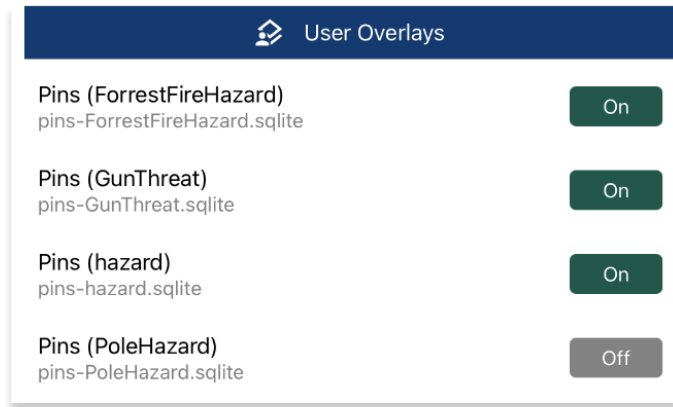 User Overlays
Pins (ForrestFireHazard)
pins-ForrestFireHazard.sqlite
On
Pins (GunThreat)
pins-GunThreat.sqlite
On
Pins (hazard)
pins-hazard.sqlite
On
Pins (PoleHazard)
pins-PoleHazard.sqlite
Off